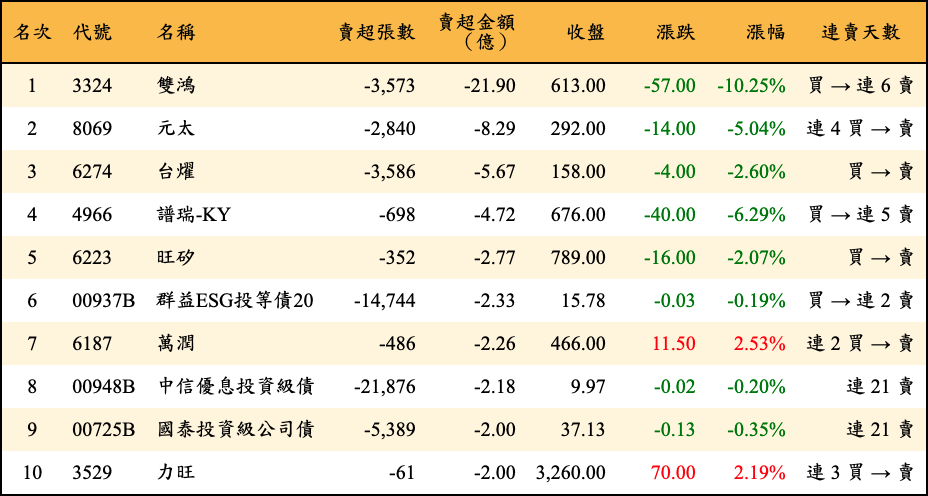 名次 代號 名稱 賣超張數 賣超金額（億） 收盤 漲跌 漲幅 連賣天數
1 3324 雙鴻 -3,573 -21.90 613.00 -57.00 -10.25% 買 → 連 6 賣
2 8069 元太 -2,840 -8.29 292.00 -14.00 -5.04% 連 4 買 → 賣
3 6274 台燿 -3,586 -5.67 158.00 -4.00 -2.60% 買 → 賣
4 4966 譜瑞-KY -698 -4.72 676.00 -40.00 -6.29% 買 → 連 5 賣
5 6223 旺矽 -352 -2.77 789.00 -16.00 -2.07% 買 → 賣
6 00937B 群益ESG投等債20 -14,744 -2.33 15.78 -0.03 -0.19% 買 → 連 2 賣
7 6187 萬潤 -486 -2.26 466.00 11.50 2.53% 連 2 買 → 賣
8 00948B 中信優息投資級債 -21,876 -2.18 9.97 -0.02 -0.20% 連 21 賣
9 00725B 國泰投資級公司債 -5,389 -2.00 37.13 -0.13 -0.35% 連 21 賣
10 3529 力旺 -61 -2.00 3,260.00 70.00 2.19% 連 3 買 → 賣